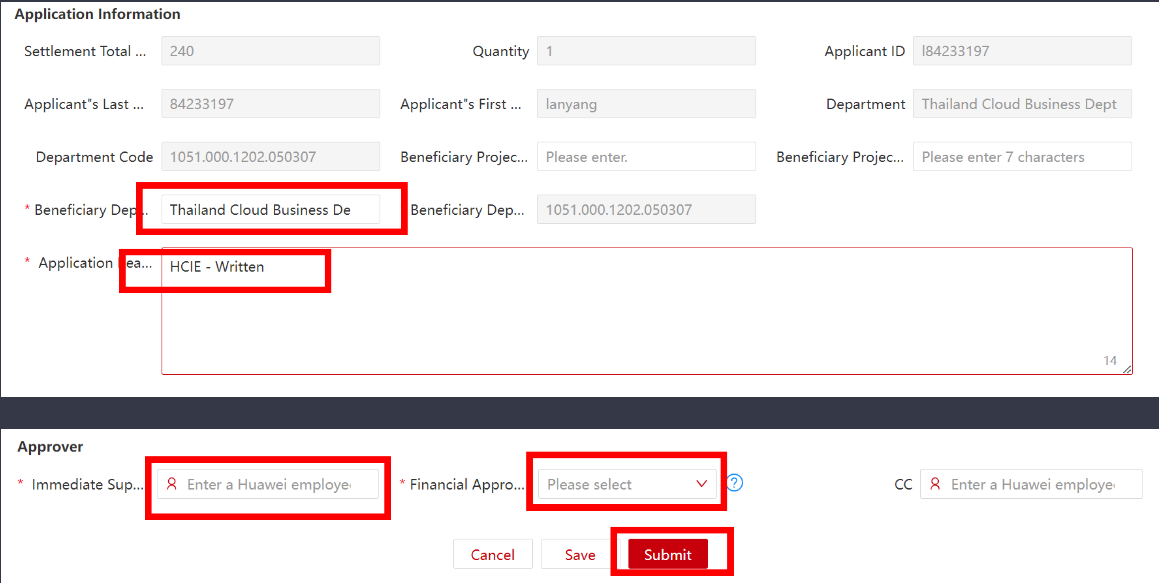 Application Information
Settlement Total ... 240 Quantity 1 Applicant ID l84233197
Applicant"s Last ... 84233197 Applicant"s First ... lanyang Department Thailand Cloud Business Dept
Department Code 1051.000.1202.050307 Beneficiary Projec... Please enter. Beneficiary Projec... Please enter 7 characters
* Beneficiary Dep... Thailand Cloud Business De Beneficiary Dep... 1051.000.1202.050307
* Application Rea... HCIE - Written
14
Approver
* Immediate Sup... Enter a Huawei employe * Financial Appro... Please select ? CC Enter a Huawei employe
Cancel Save Submit